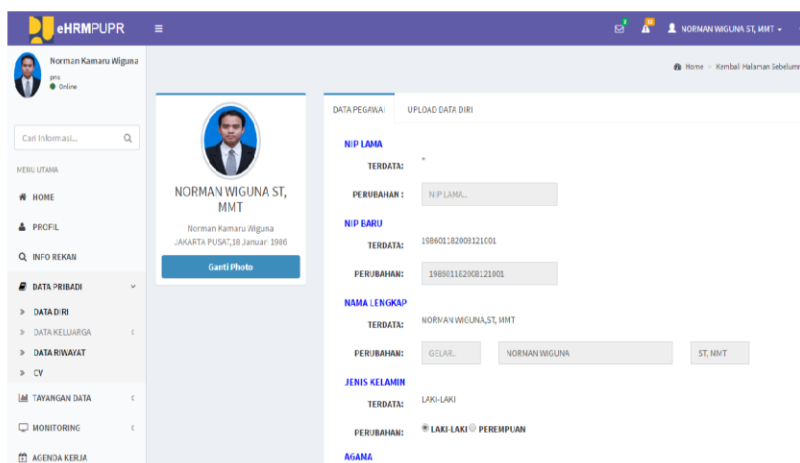 eHRMPUPR
NORMAN WIGUNA ST, MMT
Norman Kamaru Wiguna
pns
Online
Home > Kembali Halaman Sebelumn
Cari Informasi...
MENU UTAMA
HOME
PROFIL
INFO REKAN
DATA PRIBADI
» DATA DIRI
» DATA KELUARGA
» DATA RIWAYAT
» CV
TAYANGAN DATA
MONITORING
AGENDA KERJA
NORMAN WIGUNA ST,
MMT
Norman Kamaru Wiguna
JAKARTA PUSAT,18 Januari 1986
Ganti Photo
DATA PEGAWAI
UPLOAD DATA DIRI
NIP LAMA
TERDATA: -
PERUBAHAN : NIP LAMA..
NIP BARU
TERDATA: 198601182008121001
PERUBAHAN: 198601182008121001
NAMA LENGKAP
TERDATA: NORMAN WIGUNA,ST, MMT
PERUBAHAN: GELAR.. NORMAN WIGUNA ST, MMT
JENIS KELAMIN
TERDATA: LAKI-LAKI
PERUBAHAN: LAKI-LAKI PEREMPUAN
AGAMA